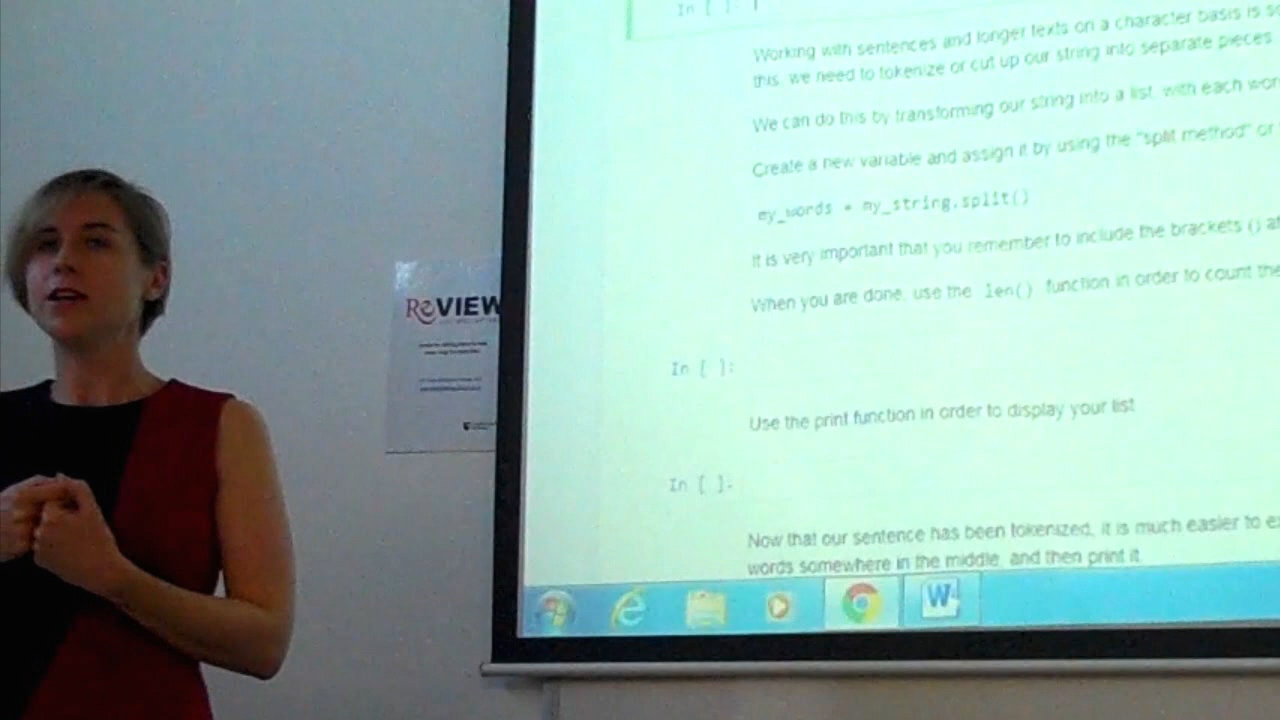 In [ ]:
Working with sentences and longer texts on a character basis is
this, we need to tokenize or cut up our string into separate pieces
We can do this by transforming our string into a list, with each
Create a new variable and assign it by using the "split method" or
my_words = my_string.split()
It is very important that you remember to include the brackets ()
When you are done, use the len() function in order to count the
In [ ]:
Use the print function in order to display your list
In [ ]:
Now that our sentence has been tokenized, it is much easier to
words somewhere in the middle, and then print it
ReVIEW
W